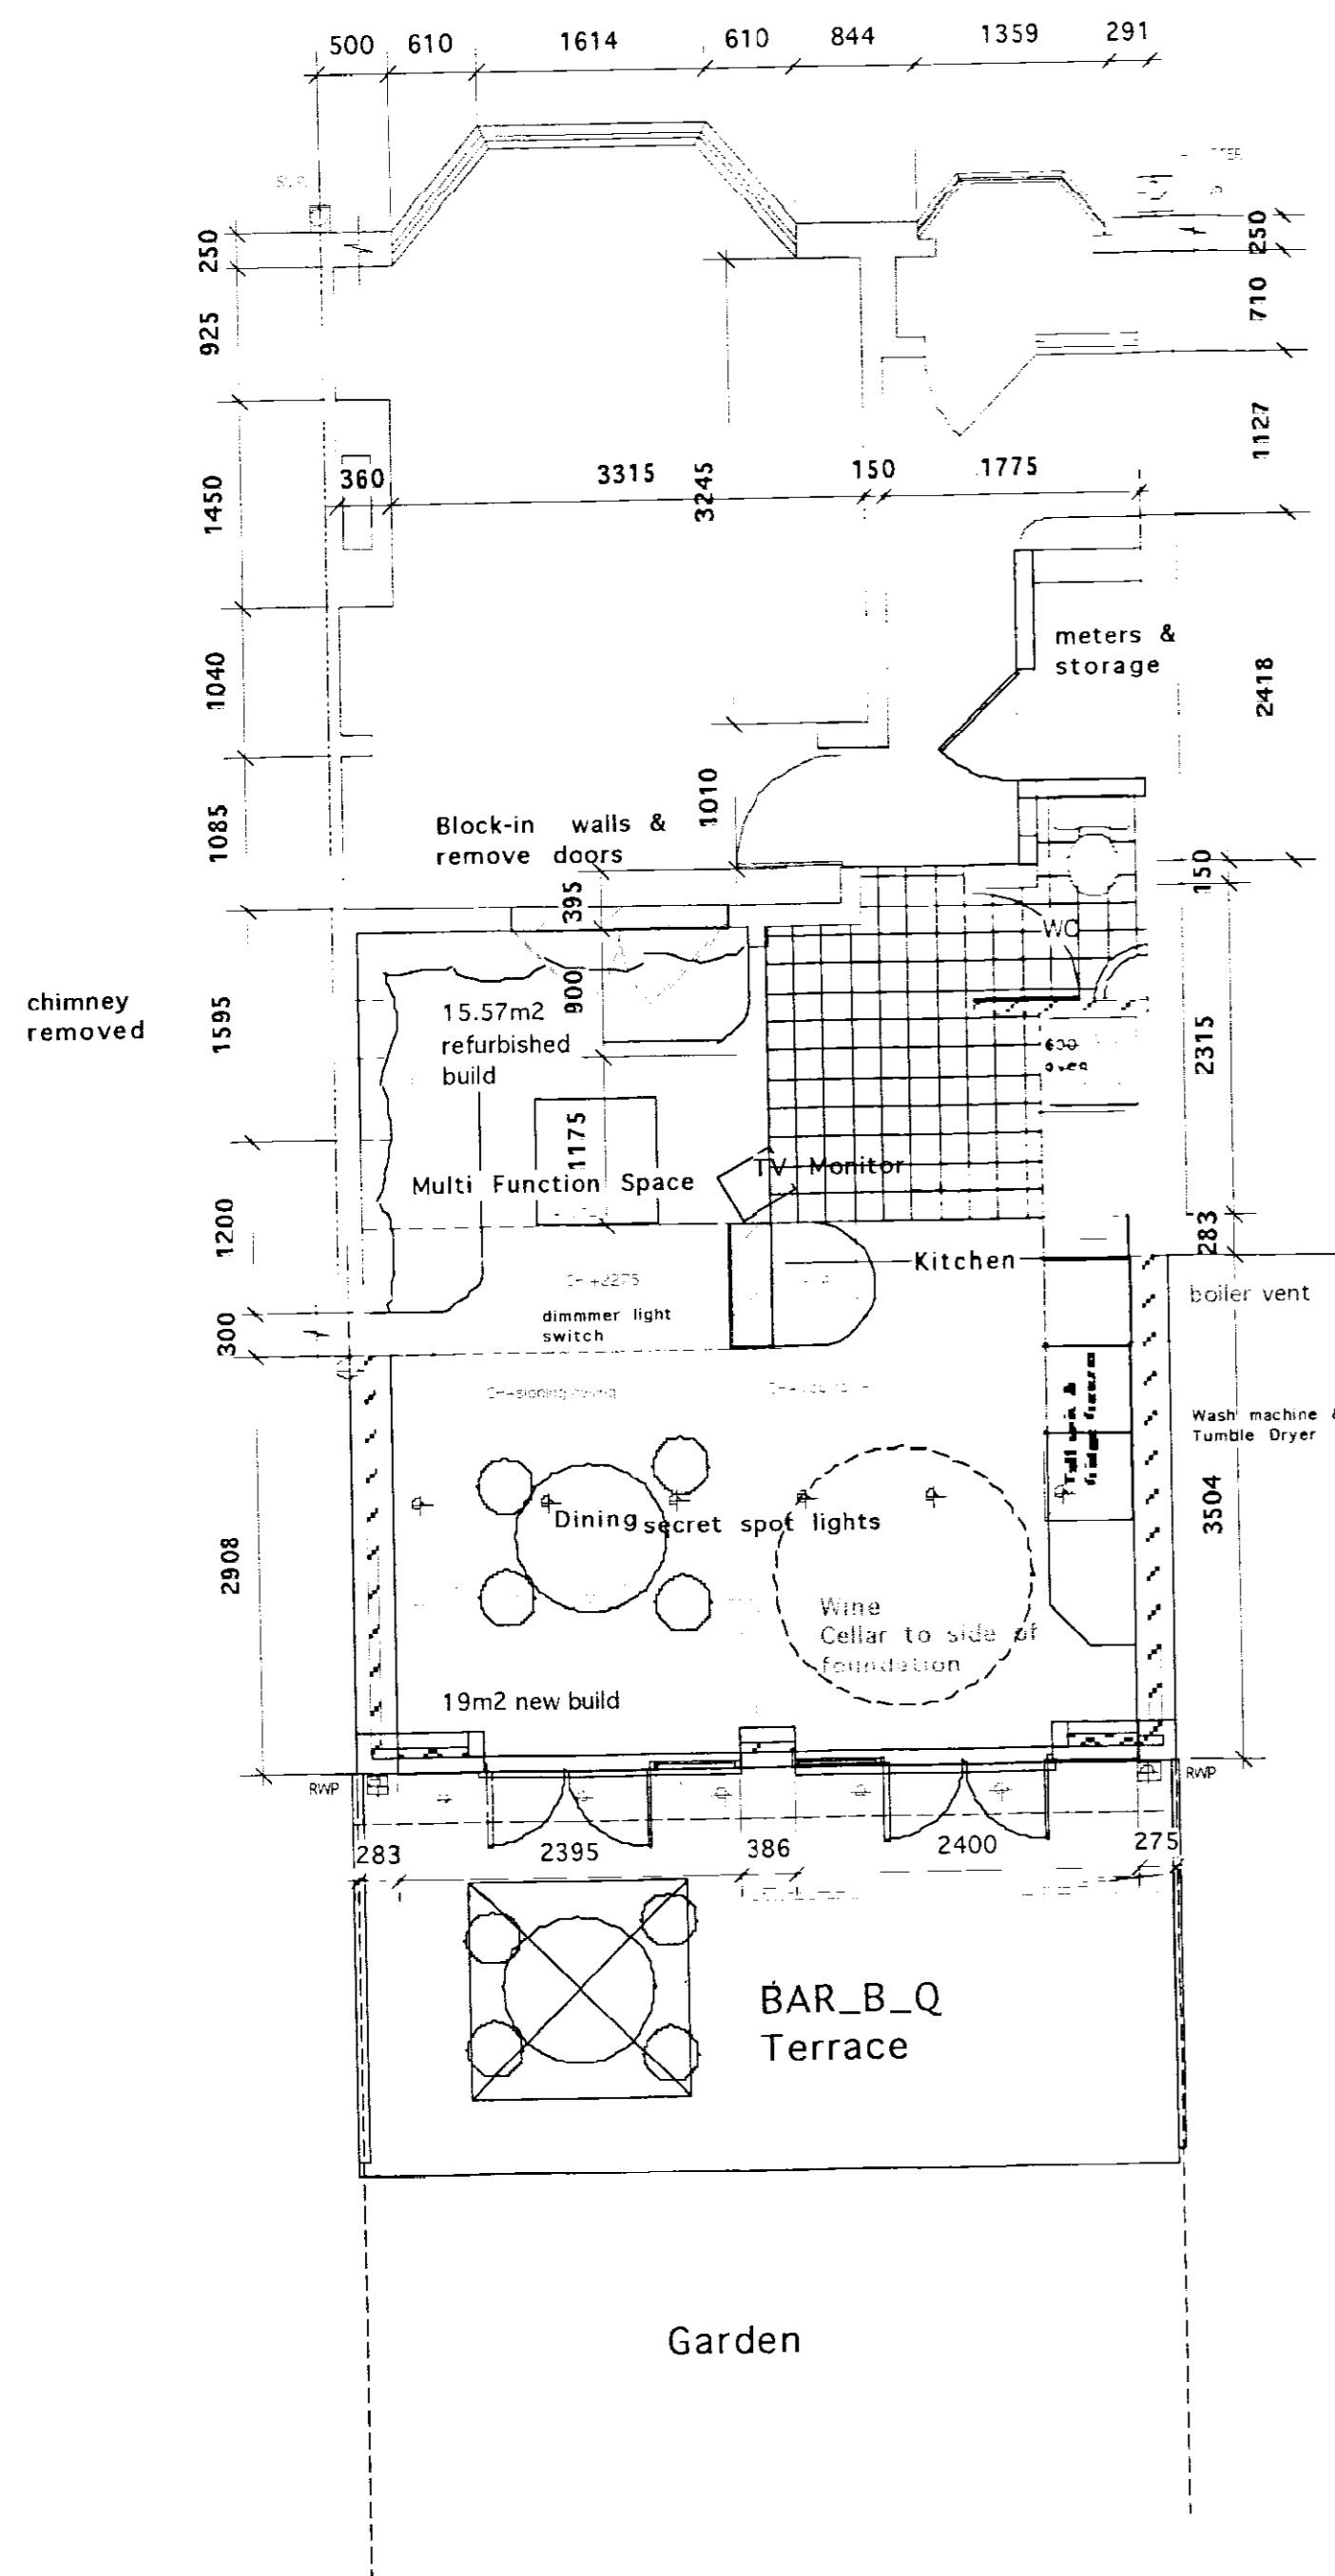 500 610 1614 610 844 1359 291
250
925
1450
1040
1085
1595
1200
300
2908
250
710
1127
2418
150
2315
283
3504
360 3315 150 1775
3245
1010
meters &
storage
Block-in walls &
remove doors
395
900
1175
WC
chimney
removed
15.57m2
refurbished
build
TV Monitor
Multi Function Space
Kitchen
boiler vent
dimmmer light
switch
Tall unit &
fridge freezer
Wash machine &
Tumble Dryer
Dining
secret spot lights
Wine
Cellar to side of
foundation
19m2 new build
RWP
RWP
283 2395 386 2400 275
BAR_B_Q
Terrace
Garden